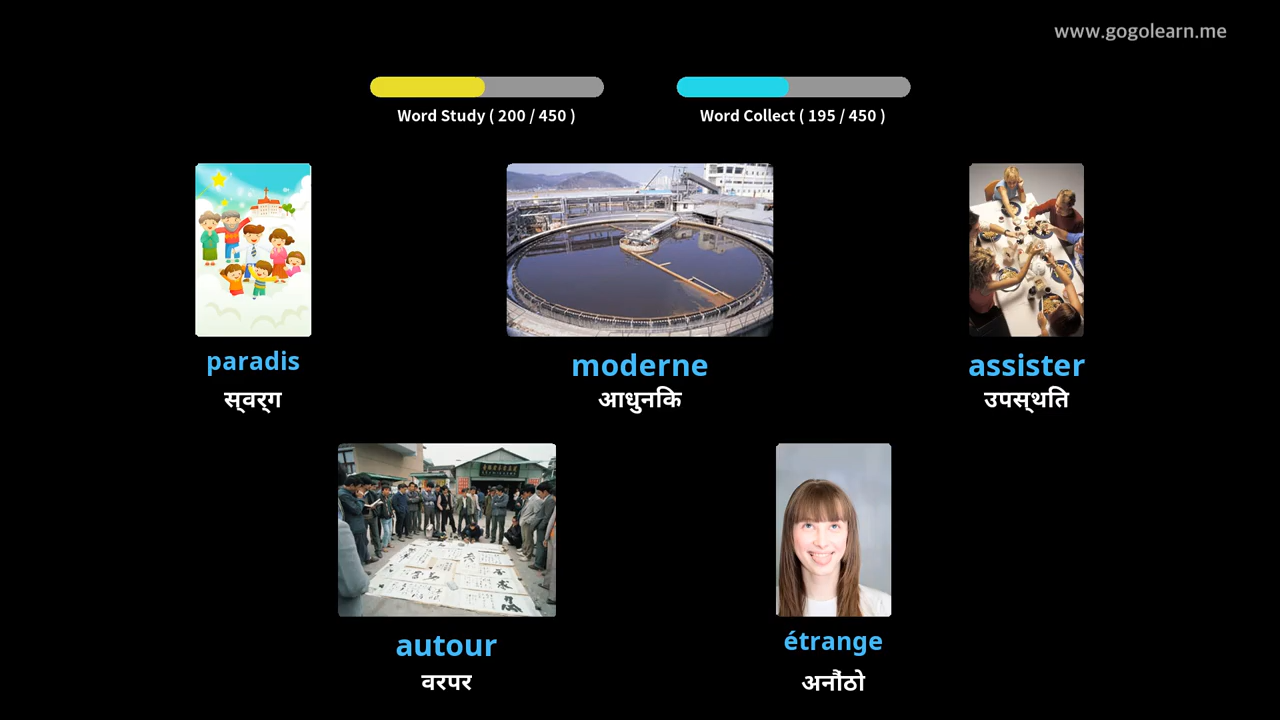 www.gogolearn.me
Word Study ( 200 / 450 )
Word Collect ( 195 / 450 )
paradis
स्वर्ग
moderne
आधुनकि
assister
उपस्थति
autour
वरपर
étrange
अनौंठो